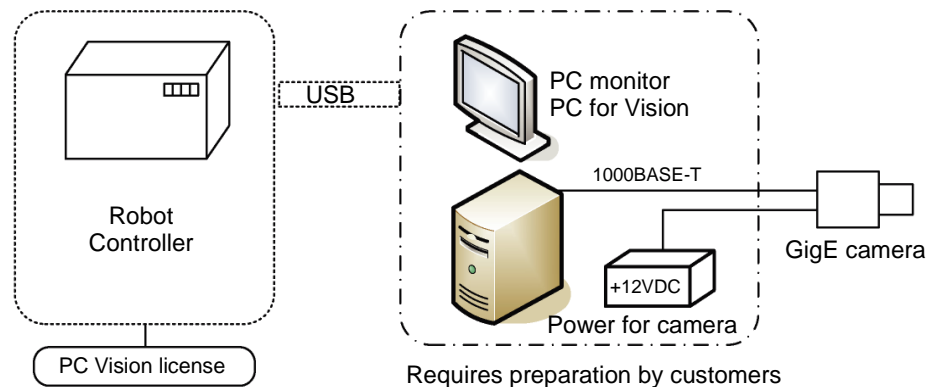 Robot
Controller
PC Vision license
USB
PC monitor
PC for Vision
1000BASE-T
+12VDC
Power for camera
GigE camera
Requires preparation by customers